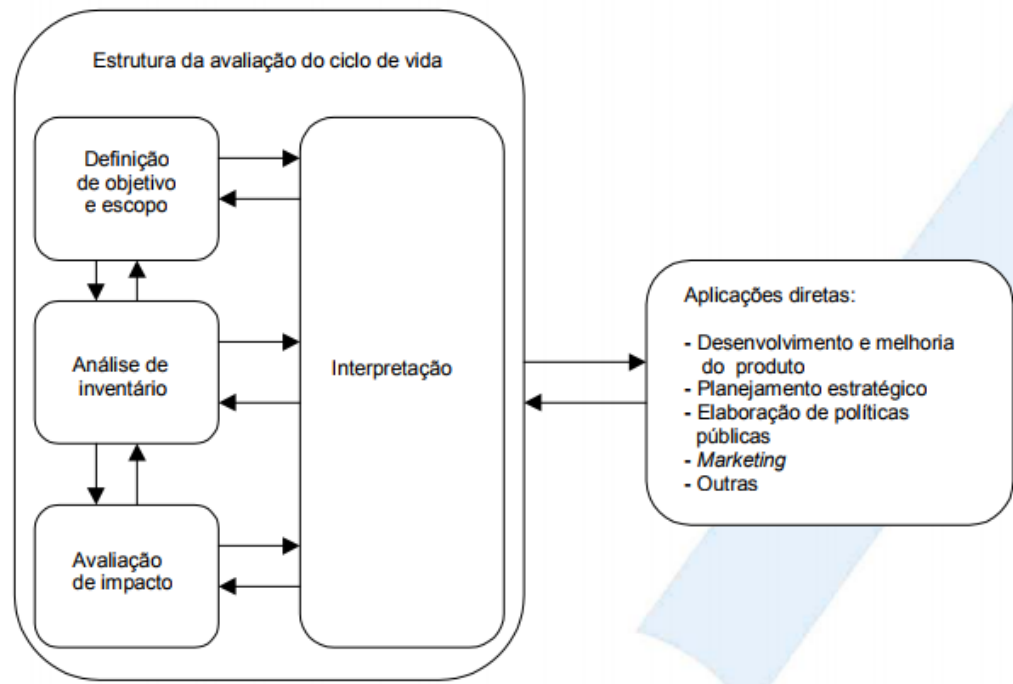 Estrutura da avaliação do ciclo de vida
Definição
de objetivo
e escopo
Análise de
inventário
Avaliação
de impacto
Interpretação
Aplicações diretas:
- Desenvolvimento e melhoria
do produto
- Planejamento estratégico
- Elaboração de políticas
públicas
- Marketing
- Outras